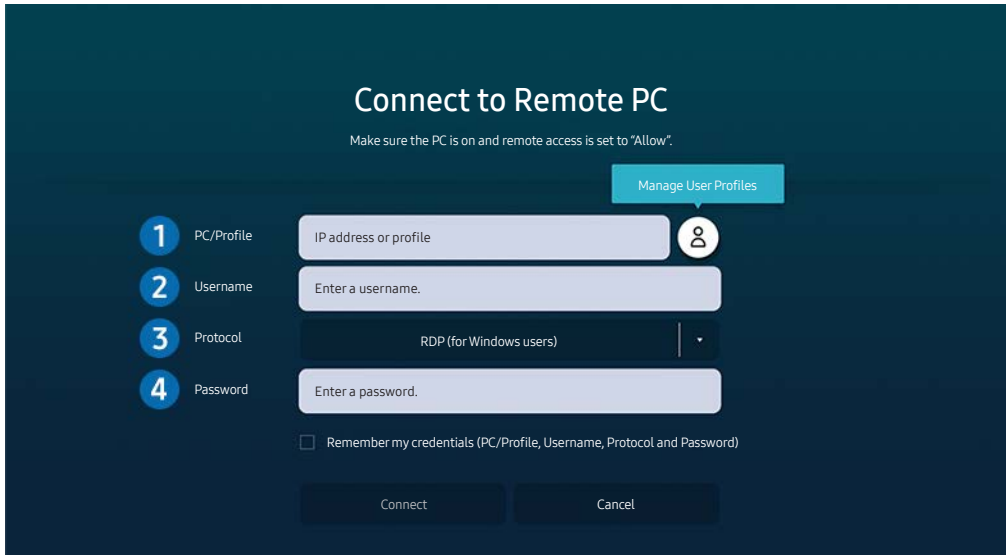 Connect to Remote PC
Make sure the PC is on and remote access is set to “Allow”.
Manage User Profiles
1 PC/Profile IP address or profile
2 Username Enter a username.
3 Protocol RDP (for Windows users)
4 Password Enter a password.
Remember my credentials (PC/Profile, Username, Protocol and Password)
Connect Cancel